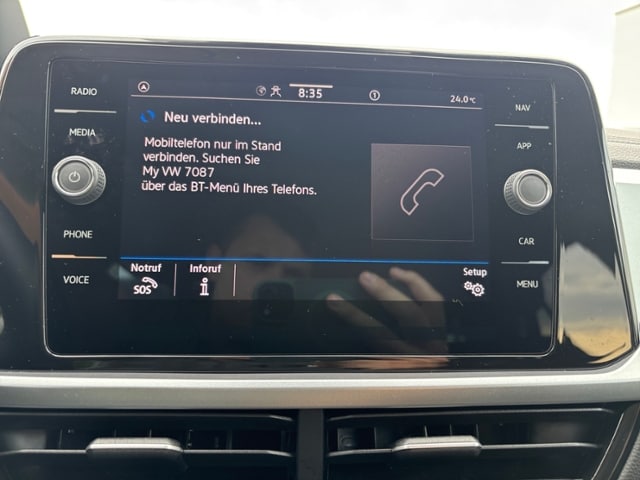 RADIO
MEDIA
PHONE
VOICE
8:35
1
24.0°C
Neu verbinden...
Mobiltelefon nur im Stand
verbinden. Suchen Sie
My VW 7087
über das BT-Menü Ihres Telefons.
Notruf
SOS
Inforuf
i
Setup
NAV
APP
CAR
MENU